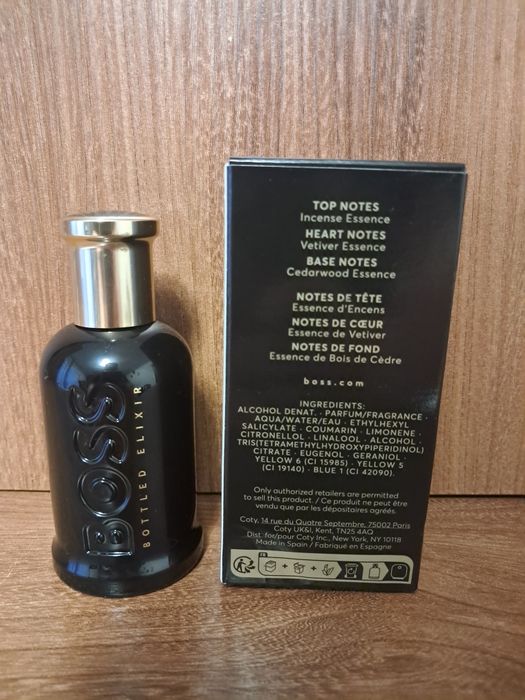 BOSS
BOTTLED ELIXIR
TOP NOTES
Incense Essence
HEART NOTES
Vetiver Essence
BASE NOTES
Cedarwood Essence
NOTES DE TÊTE
Essence d'Encens
NOTES DE CŒUR
Essence de Vetiver
NOTES DE FOND
Essence de Bois de Cèdre
boss.com
INGREDIENTS:
ALCOHOL DENAT. · PARFUM/FRAGRANCE ·
AQUA/WATER/EAU · ETHYLHEXYL
SALICYLATE · COUMARIN · LIMONENE ·
CITRONELLOL · LINALOOL · ALCOHOL ·
TRIS(TETRAMETHYLHYDROXYPIPERIDINOL)
CITRATE · EUGENOL · GERANIOL ·
YELLOW 6 (CI 15985) · YELLOW 5
(CI 19140) · BLUE 1 (CI 42090).
Only authorized retailers are permitted
to sell this product. / Ce produit ne peut être
vendu que par les dépositaires agréés.
Coty, 14 rue du Quatre Septembre, 75002 Paris
Coty UK&I, Kent, TN25 4AQ
Dist. for/pour Coty Inc., New York, NY 10118
Made in Spain / Fabriqué en Espagne
FR